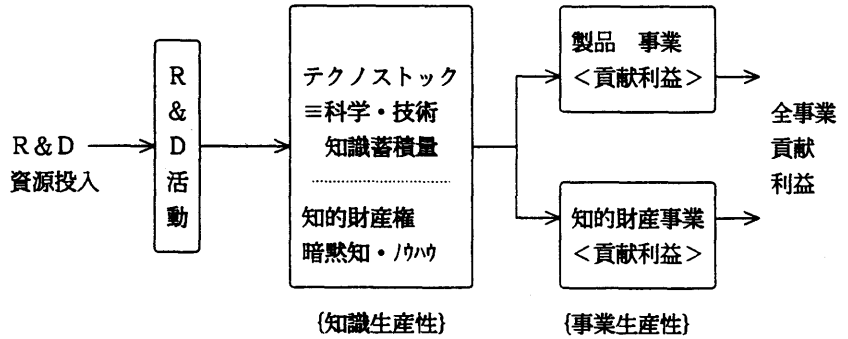 R&D
資源投入
R
&
D
活
動
テクノストック
≡科学・技術
知識蓄積量
知的財産権
暗黙知・ノウハウ
{知識生産性}
製品 事業
<貢献利益>
知的財産事業
<貢献利益>
{事業生産性}
全事業
貢献
利益